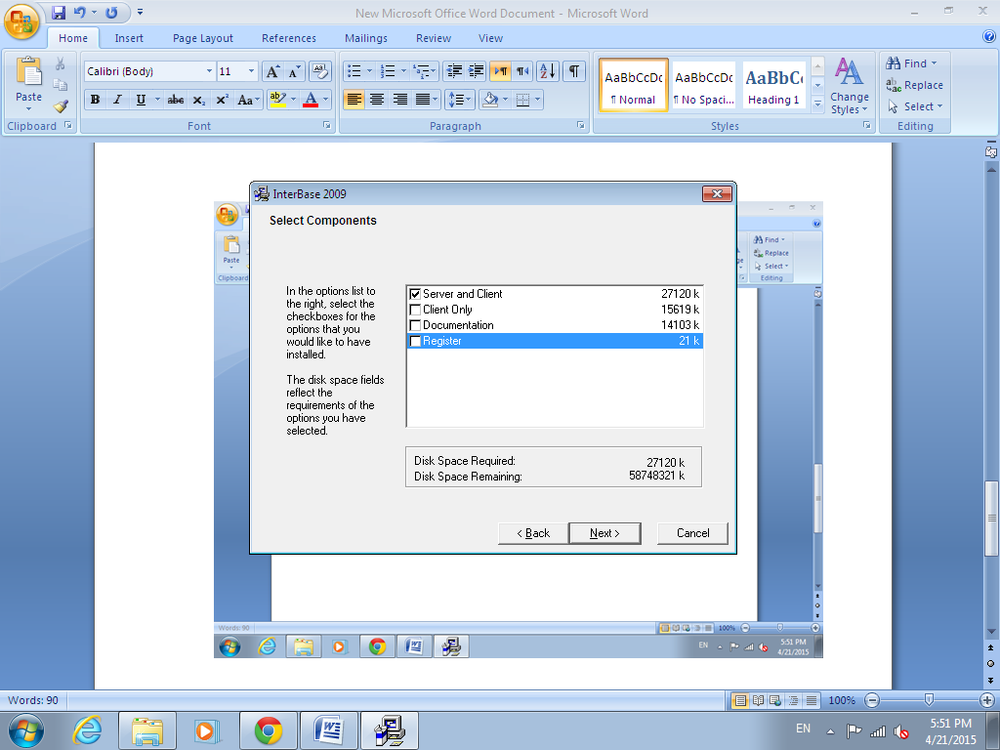 New Microsoft Office Word Document - Microsoft Word
Home Insert Page Layout References Mailings Review View
Calibri (Body) 11
AaBbCcDc AaBbCcDc AaBbC
¶ Normal ¶ No Spaci... Heading 1
Paste
Change Styles
Find
Replace
Select
Clipboard Font Paragraph Styles Editing
InterBase 2009
Select Components
In the options list to
the right, select the
checkboxes for the
options that you
would like to have
installed.
The disk space fields
reflect the
requirements of the
options you have
selected.
Server and Client 27120 k
Client Only 15619 k
Documentation 14103 k
Register 21 k
Disk Space Required: 27120 k
Disk Space Remaining: 58748321 k
< Back Next > Cancel
Paste
Clipboard
Find
Replace
Select
Editing
Words: 90 100%
EN 5:51 PM
4/21/2015
Words: 90 100%
EN 5:51 PM
4/21/2015